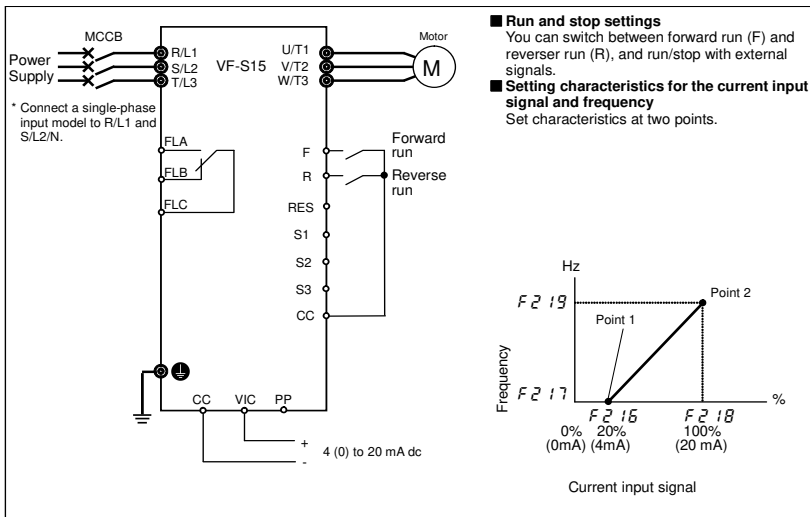 MCCB
Power
Supply
R/L1
S/L2
T/L3
VF-S15
U/T1
V/T2
W/T3
Motor
M
* Connect a single-phase
input model to R/L1 and
S/L2/N.
FLA
FLB
FLC
F
R
RES
S1
S2
S3
CC
Forward
run
Reverse
run
CC
VIC
PP
+
-
4 (0) to 20 mA dc
■ Run and stop settings
You can switch between forward run (F) and
reverser run (R), and run/stop with external
signals.
■ Setting characteristics for the current input
signal and frequency
Set characteristics at two points.
Hz
F219
Point 2
Point 1
Frequency
F217
%
F216
F218
0%
20%
100%
(0mA)
(4mA)
(20 mA)
Current input signal